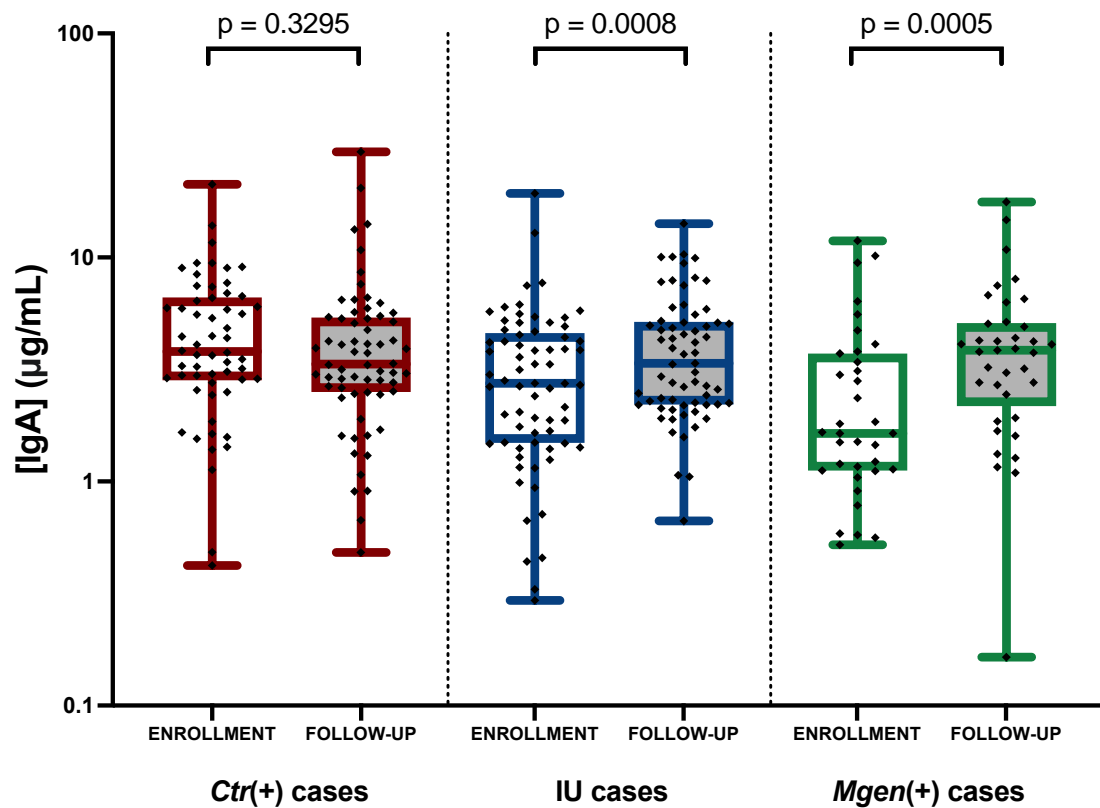 p = 0.3295 p = 0.0008 p = 0.0005
100
10
1
0.1
[IgA] (µg/mL)
ENROLLMENT FOLLOW-UP ENROLLMENT FOLLOW-UP ENROLLMENT FOLLOW-UP
Ctr(+) cases IU cases Mgen(+) cases